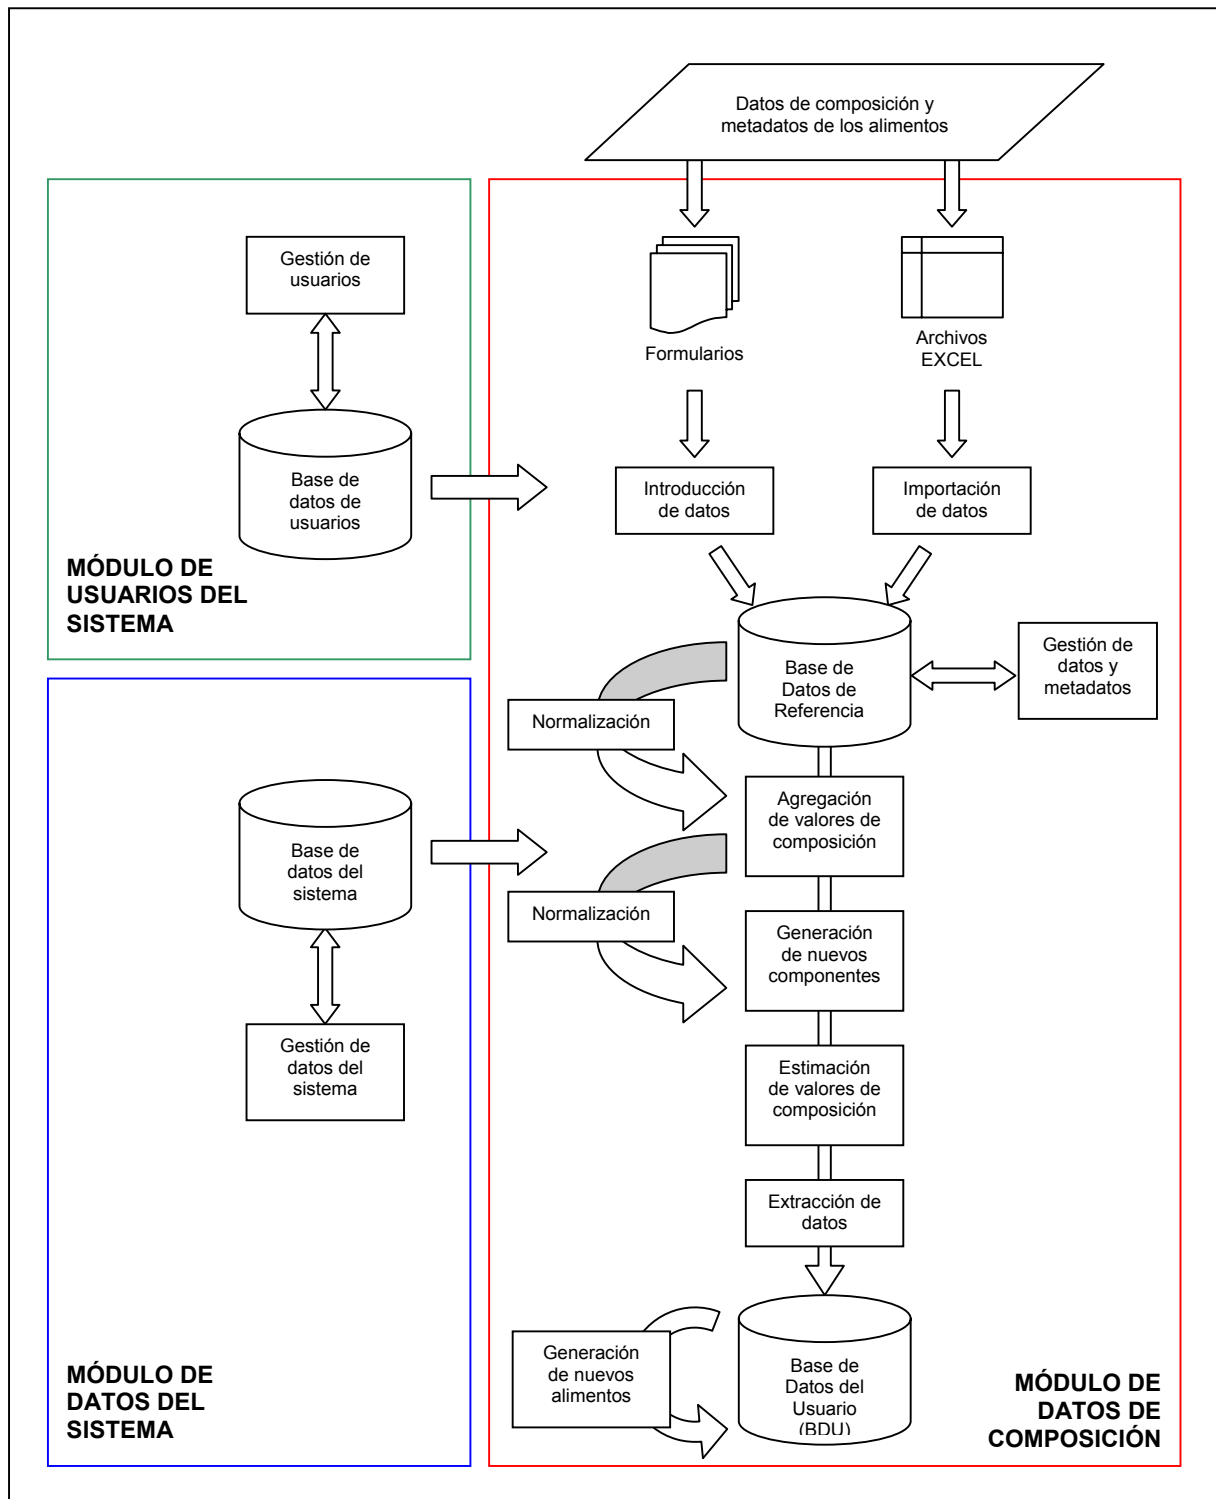 Datos de composición y
metadatos de los alimentos
Gestión de
usuarios
Base de
datos de
usuarios
MÓDULO DE
USUARIOS DEL
SISTEMA
Formularios
Archivos
EXCEL
Introducción
de datos
Importación
de datos
Base de
Datos de
Referencia
Gestión de
datos y
metadatos
Normalización
Agregación
de valores de
composición
Normalización
Generación
de nuevos
componentes
Estimación
de valores de
composición
Extracción de
datos
Base de
datos del
sistema
Gestión de
datos del
sistema
MÓDULO DE
DATOS DEL
SISTEMA
Generación
de nuevos
alimentos
Base de
Datos del
Usuario
(BDU)
MÓDULO DE
DATOS DE
COMPOSICIÓN